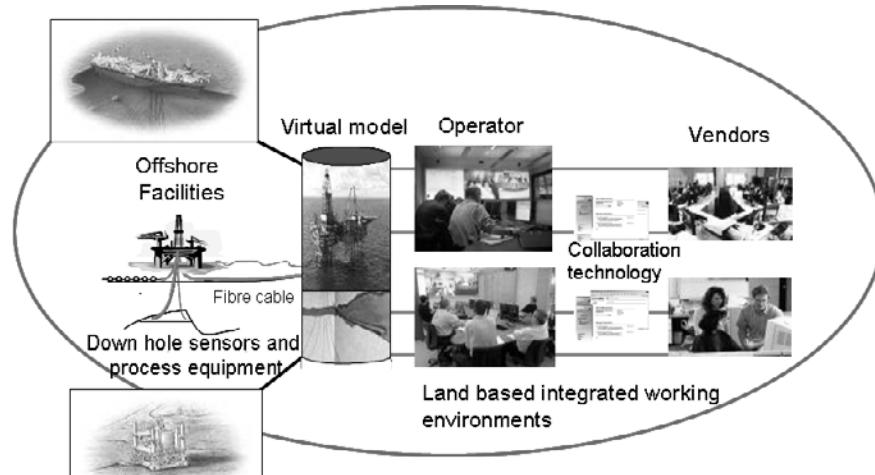 Virtual model
Operator
Vendors
Offshore
Facilities
Fibre cable
Collaboration
technology
Down hole sensors and
process equipment
Land based integrated working
environments